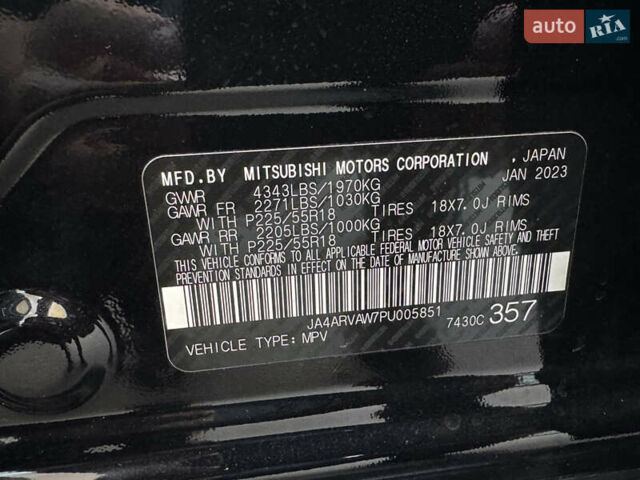 auto RIA.com
MFD.BY MITSUBISHI MOTORS CORPORATION , JAPAN
GVWR 4343LBS/1970KG JAN 2023
GAWR FR 2271LBS/1030KG
WITH P225/55R18 TIRES 18X7.0J RIMS
GAWR RR 2205LBS/1000KG
WITH P225/55R18 TIRES 18X7.0J RIMS
THIS VEHICLE CONFORMS TO ALL APPLICABLE FEDERAL MOTOR VEHICLE SAFETY AND THEFT
PREVENTION STANDARDS IN EFFECT ON THE DATE OF MANUFACTURE SHOWN ABOVE.
JA4ARVAW7PU005851 7430C 357
VEHICLE TYPE: MPV